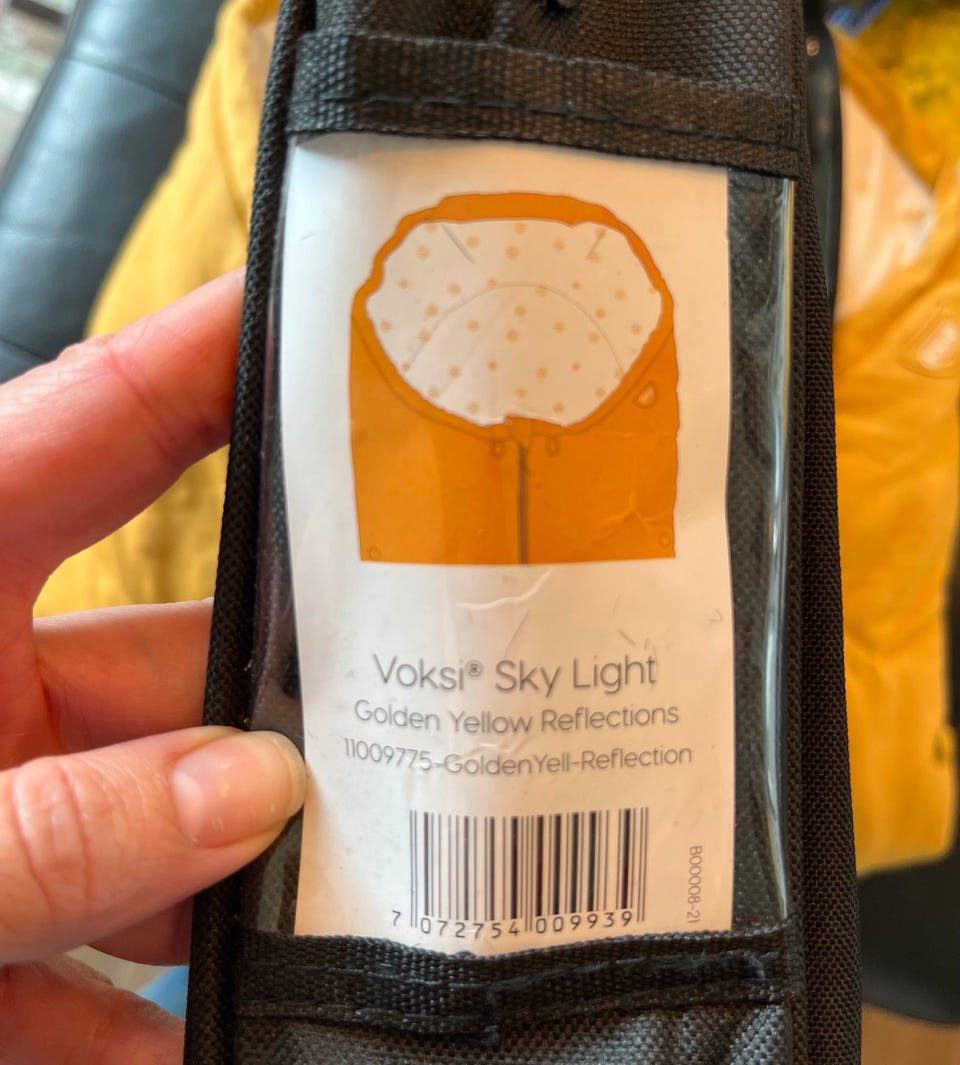 Voksi® Sky Light
Golden Yellow Reflections
11009775-GoldenYell-Reflection
7 072754 009939
B00008-21